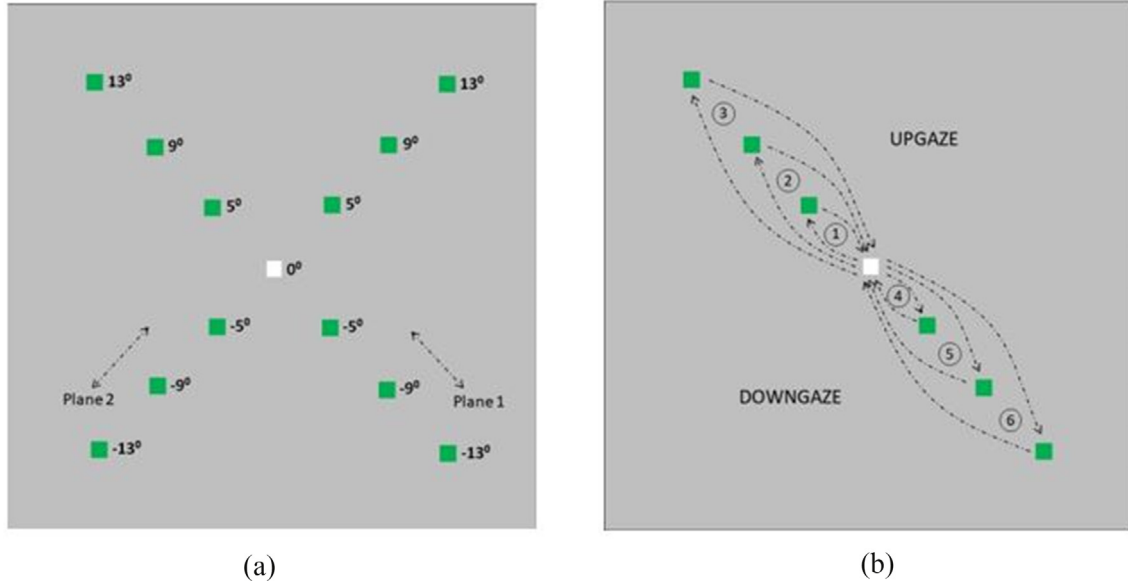 13⁰ 13⁰
9⁰ 9⁰
5⁰ 5⁰
0⁰
-5⁰ -5⁰
-9⁰ -9⁰
Plane 2 Plane 1
-13⁰ -13⁰
(a)
3
UPGAZE
2
1
4
5
DOWNGAZE
6
(b)